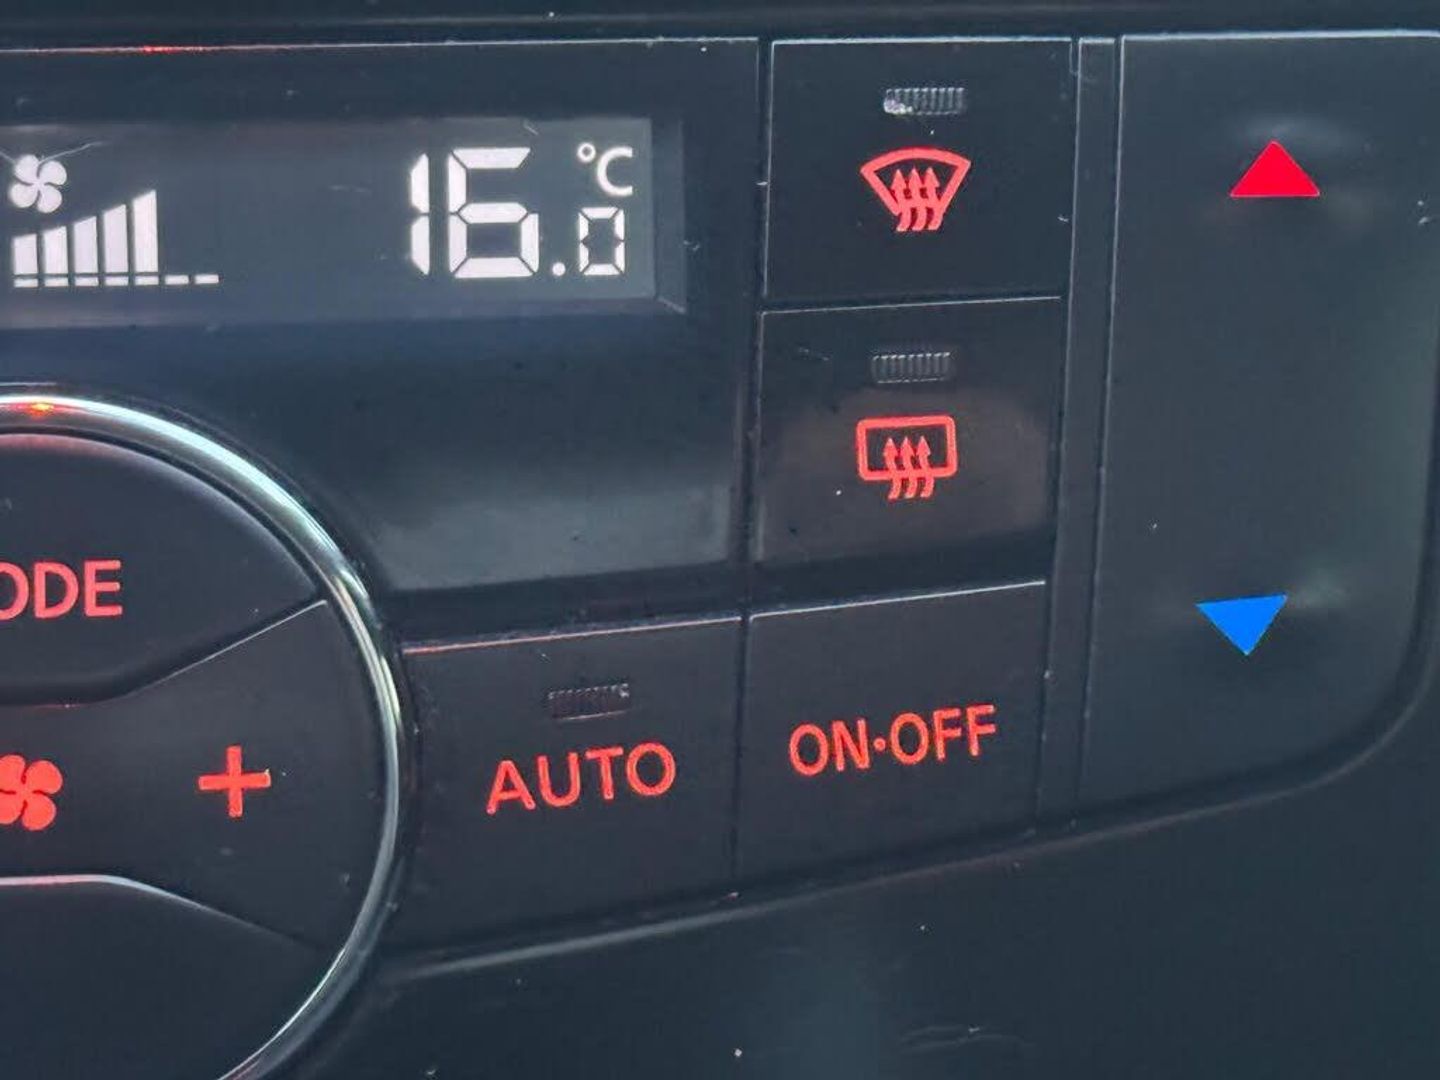 16.0 °C
ODE
+
AUTO
ON•OFF